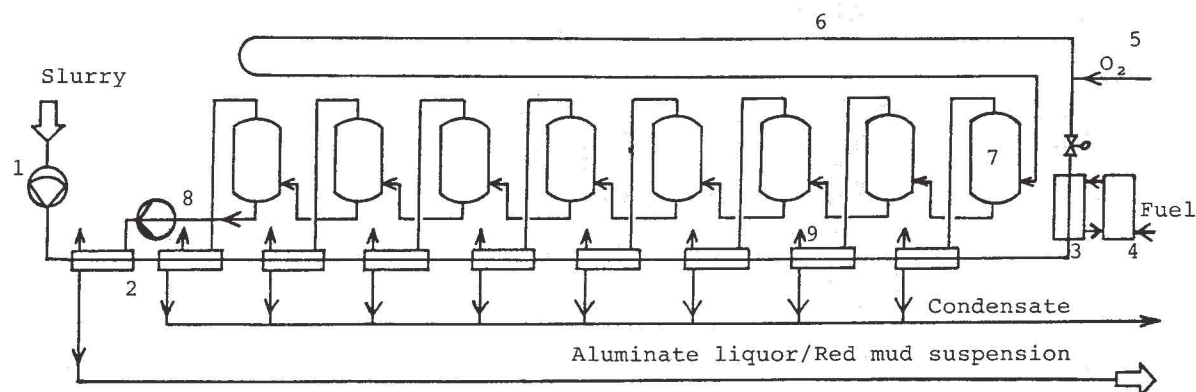 6
5
O₂
Slurry
1
7
8
Fuel
9
2
3
4
Condensate
Aluminate liquor/Red mud suspension